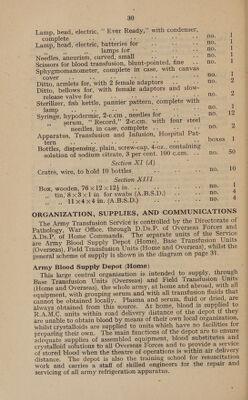 30
Lamp, head, electric, " Ever Ready," with condenser,
complete .. .. .. .. .. no. 1
Lamp, head, electric, batteries for .. .. no. 1
" " lamps for .. .. no. 1
Needles, aneurism, curved, small .. .. no. 1
Scissors for blood transfusion, blunt-pointed, fine .. no. 1
Sphygmomanometer, complete in case, with canvas
cover .. .. .. .. .. no. 1
Ditto, armlets for, with 2 female adaptors .. no. 2
Ditto, bellows for, with female adaptors and slow-
release valve for .. .. .. no. 2
Sterilizer, fish kettle, pannier pattern, complete with
lamp .. .. .. .. .. no. 1
Syringe, hypodermic, 2-c.cm., needles for .. no. 12
" serum, " Record," 2-c.cm. with four steel
needles, in case, complete .. .. no. 2
Apparatus, Transfusion and Infusion, Hospital Pat-
tern .. .. .. .. boxes 1
Bottles, dispensing, plain, screw-cap, 4-oz., containing
solution of sodium citrate, 3 per cent. 100 c.cm. .. no. 50
Section XI (A)
Crates, wire, to hold 10 bottles .. .. no. 10
Section XIII
Box, wooden, 76 × 12 × 12¼ in. .. .. no. 1
" tin, 8 × 3 × 1 in. for swabs (A.B.S.D.) .. no. 1
" " 11 × 4 × 4 in. (A.B.S.D.) .. no. 4
ORGANIZATION, SUPPLIES, AND COMMUNICATIONS
The Army Transfusion Service is controlled by the Directorate of
Pathology, War Office, through D.Ds.P. of Overseas Forces and
A.Ds.P. of Home Commands. The separate units of the Service
are Army Blood Supply Depot (Home), Base Transfusion Units
(Overseas), Field Transfusion Units (Home and Overseas), whilst the
general scheme of supply is shown in the diagram on page 31.
Army Blood Supply Depot (Home)
This large central organization is intended to supply, through
Base Transfusion Units (Overseas) and Field Transfusion Units
(Home and Overseas), the whole army, at home and abroad, with all
equipment, with grouping serum and with all transfusion fluids that
cannot be obtained locally. Plasma and serum, fluid or dried, are
always obtained from this source. At home, blood is supplied to
R.A.M.C. units within road delivery distance of the depot if they
are unable to obtain blood by means of their own local organization,
whilst crystalloids are supplied to units which have no facilities for
preparing their own. The main functions of the depot are to ensure
adequate supplies of assembled equipment, blood substitutes and
crystalloid solutions to all Overseas Forces and to provide a service
of stored blood when the theatre of operations is within air delivery
distance. The depot is also the training school for resuscitation
work and carries a staff of skilled engineers for the repair and
servicing of all army refrigeration apparatus.